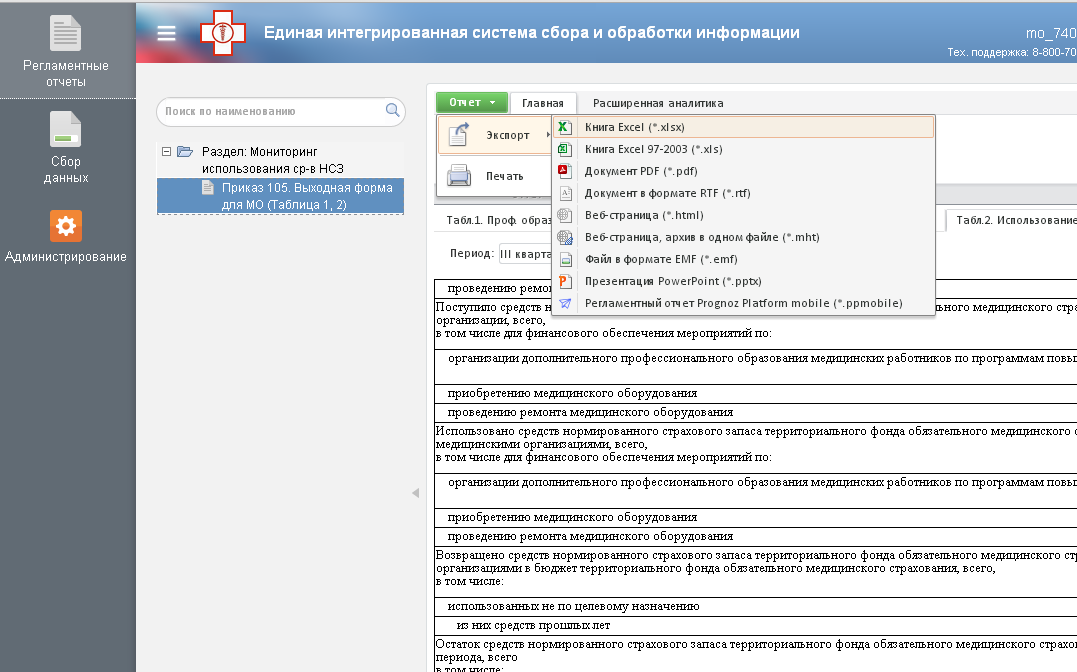 Регламентные
отчеты
Сбор
данных
Администрирование
Единая интегрированная система сбора и обработки информации
mo_740
Тех. поддержка: 8-800-70
Поиск по наименованию
Раздел: Мониторинг
использования ср-в НСЗ
Приказ 105. Выходная форма
для МО (Таблица 1, 2)
Отчет
Главная
Расширенная аналитика
Экспорт
Печать
Книга Excel (*.xlsx)
Книга Excel 97-2003 (*.xls)
Документ PDF (*.pdf)
Документ в формате RTF (*.rtf)
Веб-страница (*.html)
Веб-страница, архив в одном файле (*.mht)
Файл в формате EMF (*.emf)
Презентация PowerPoint (*.pptx)
Регламентный отчет Prognoz Platform mobile (*.ppmobile)
Табл.1. Проф. образ
Табл.2. Использование
Период: III кварта
проведению ремон
Поступило средств н льного медицинского стра
организации, всего,
в том числе для финансового обеспечения мероприятий по:
организации дополнительного профессионального образования медицинских работников по программам повы
приобретению медицинского оборудования
проведению ремонта медицинского оборудования
Использовано средств нормированного страхового запаса территориального фонда обязательного медицинского с
медицинскими организациями, всего,
в том числе для финансового обеспечения мероприятий по:
организации дополнительного профессионального образования медицинских работников по программам повы
приобретению медицинского оборудования
проведению ремонта медицинского оборудования
Возвращено средств нормированного страхового запаса территориального фонда обязательного медицинского стр
организациями в бюджет территориального фонда обязательного медицинского страхования, всего,
в том числе:
использованных не по целевому назначению
из них средств прошлых лет
Остаток средств нормированного страхового запаса территориального фонда обязательного медицинского страхо
периода, всего
в том числе: